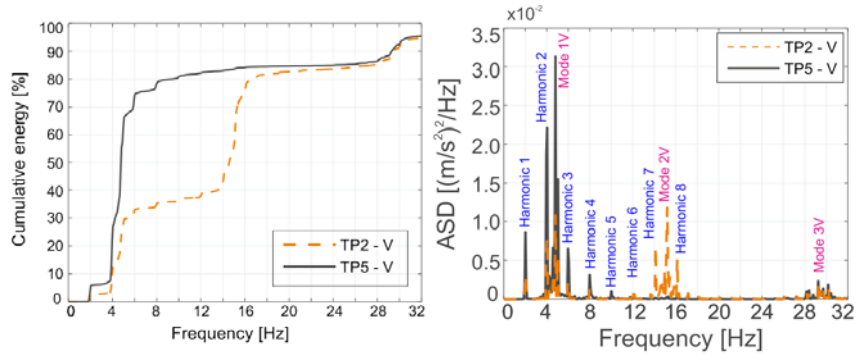 100
90
80
70
60
50
40
30
20
10
0
0 4 8 12 16 20 24 28 32
Cumulative energy [%]
Frequency [Hz]
TP2 - V
TP5 - V
x10-2
3.5
3.0
2.5
2.0
1.5
1.0
0.5
0
0 4 8 12 16 20 24 28 32
ASD [(m/s²)²/Hz]
Frequency [Hz]
Harmonic 1
Harmonic 2
Mode 1V
Harmonic 3
Harmonic 4
Harmonic 5
Harmonic 6
Harmonic 7
Mode 2V
Harmonic 8
Mode 3V
TP2 - V
TP5 - V